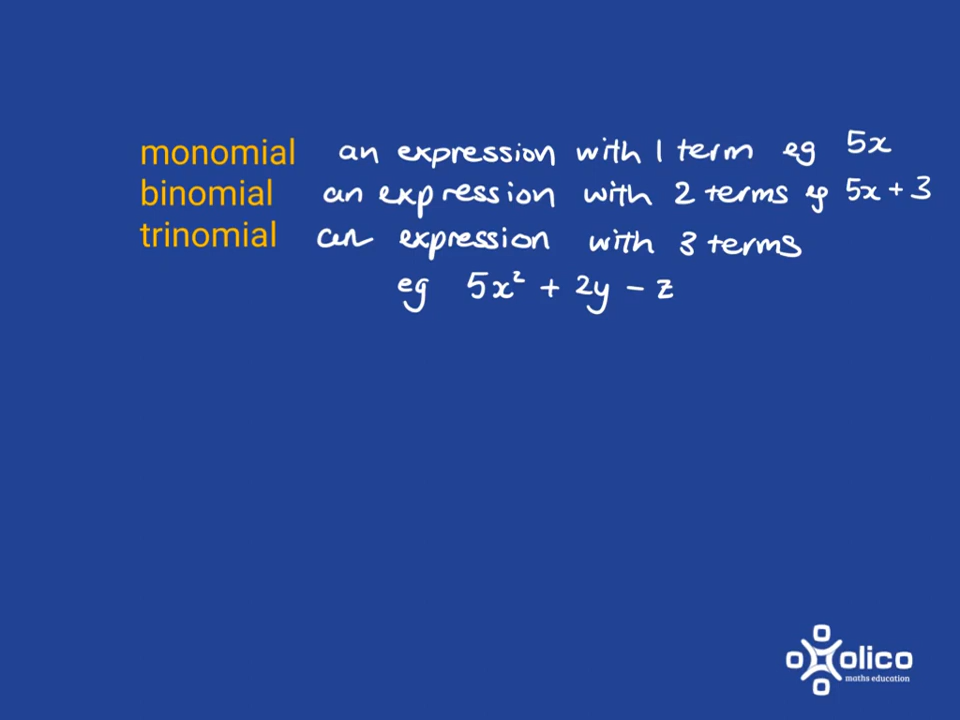 monomial an expression with 1 term eg 5x
binomial an expression with 2 terms eg 5x + 3
trinomial an expression with 3 terms
eg 5x² + 2y - z
olico
maths education